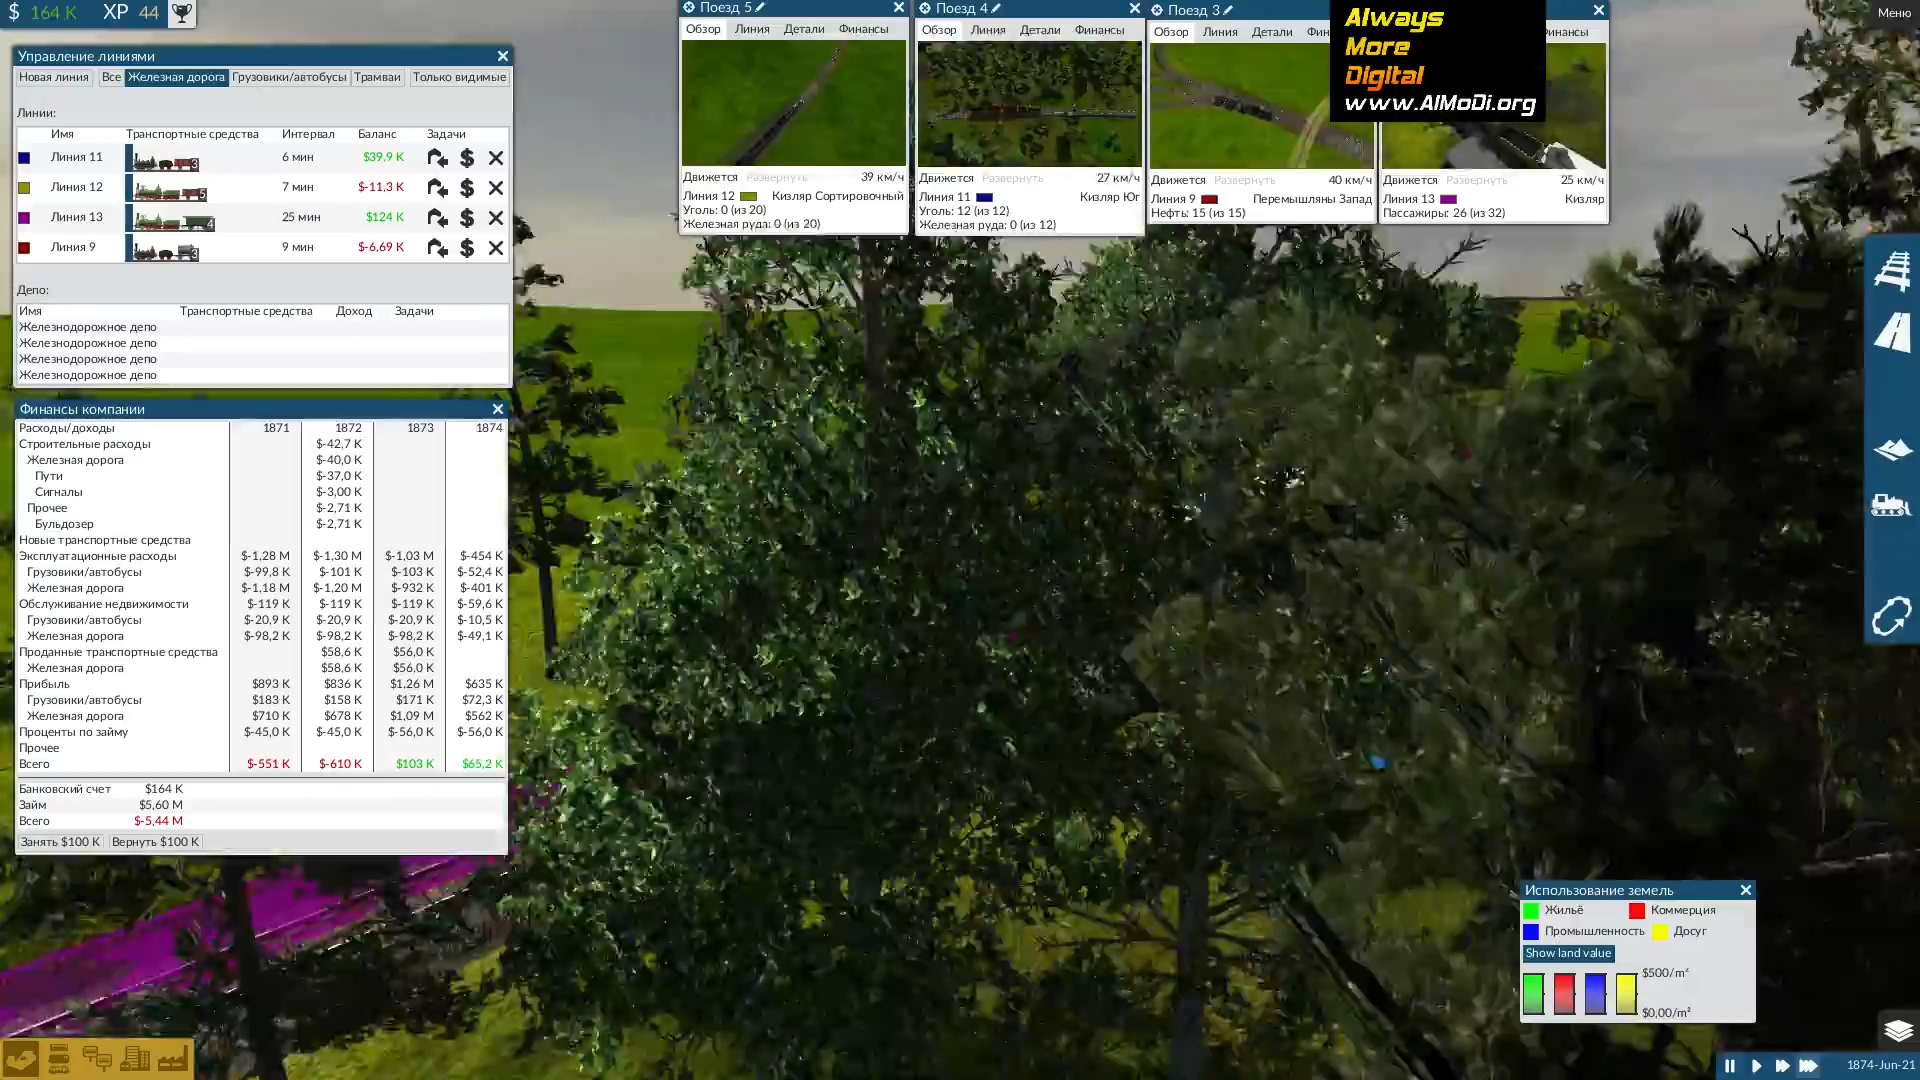 $ 164 K XP 44
Меню
Управление линиями
Новая линия Все Железная дорога Грузовики/автобусы Трамваи Только видимые
Линии:
Имя Транспортные средства Интервал Баланс Задачи
Линия 11 3 6 мин $39,9 K
Линия 12 5 7 мин $-11,3 K
Линия 13 4 25 мин $124 K
Линия 9 3 9 мин $-6,69 K
Депо:
Имя Транспортные средства Доход Задачи
Железнодорожное депо
Железнодорожное депо
Железнодорожное депо
Железнодорожное депо
Финансы компании
Расходы/доходы 1871 1872 1873 1874
Строительные расходы $-42,7 K
Железная дорога $-40,0 K
Пути $-37,0 K
Сигналы $-3,00 K
Прочее $-2,71 K
Бульдозер $-2,71 K
Новые транспортные средства
Эксплуатационные расходы $-1,28 M $-1,30 M $-1,03 M $-454 K
Грузовики/автобусы $-99,8 K $-101 K $-103 K $-52,4 K
Железная дорога $-1,18 M $-1,20 M $-932 K $-401 K
Обслуживание недвижимости $-119 K $-119 K $-119 K $-59,6 K
Грузовики/автобусы $-20,9 K $-20,9 K $-20,9 K $-10,5 K
Железная дорога $-98,2 K $-98,2 K $-98,2 K $-49,1 K
Проданные транспортные средства $58,6 K $56,0 K
Железная дорога $58,6 K $56,0 K
Прибыль $893 K $836 K $1,26 M $635 K
Грузовики/автобусы $183 K $158 K $171 K $72,3 K
Железная дорога $710 K $678 K $1,09 M $562 K
Проценты по займу $-45,0 K $-45,0 K $-56,0 K $-56,0 K
Прочее
Всего $-551 K $-610 K $103 K $65,2 K
Банковский счет $164 K
Займ $5,60 M
Всего $-5,44 M
Занять $100 K Вернуть $100 K
Поезд 5
Обзор Линия Детали Финансы
Движется Развернуть 39 км/ч
Линия 12 Кизляр Сортировочный
Уголь: 0 (из 20)
Железная руда: 0 (из 20)
Поезд 4
Обзор Линия Детали Финансы
Движется Развернуть 27 км/ч
Линия 11 Кизляр Юг
Уголь: 12 (из 12)
Железная руда: 0 (из 12)
Поезд 3
Обзор Линия Детали Фин
Движется Развернуть 40 км/ч
Линия 9 Перемышляны Запад
Нефть: 15 (из 15)
инансы
Движется Развернуть 25 км/ч
Линия 13 Кизляр
Пассажиры: 26 (из 32)
Always
More
Digital
www.AlMoDi.org
Использование земель
Жильё Коммерция
Промышленность Досуг
Show land value
$500/m²
$0,00/m²
1874-Jun-21